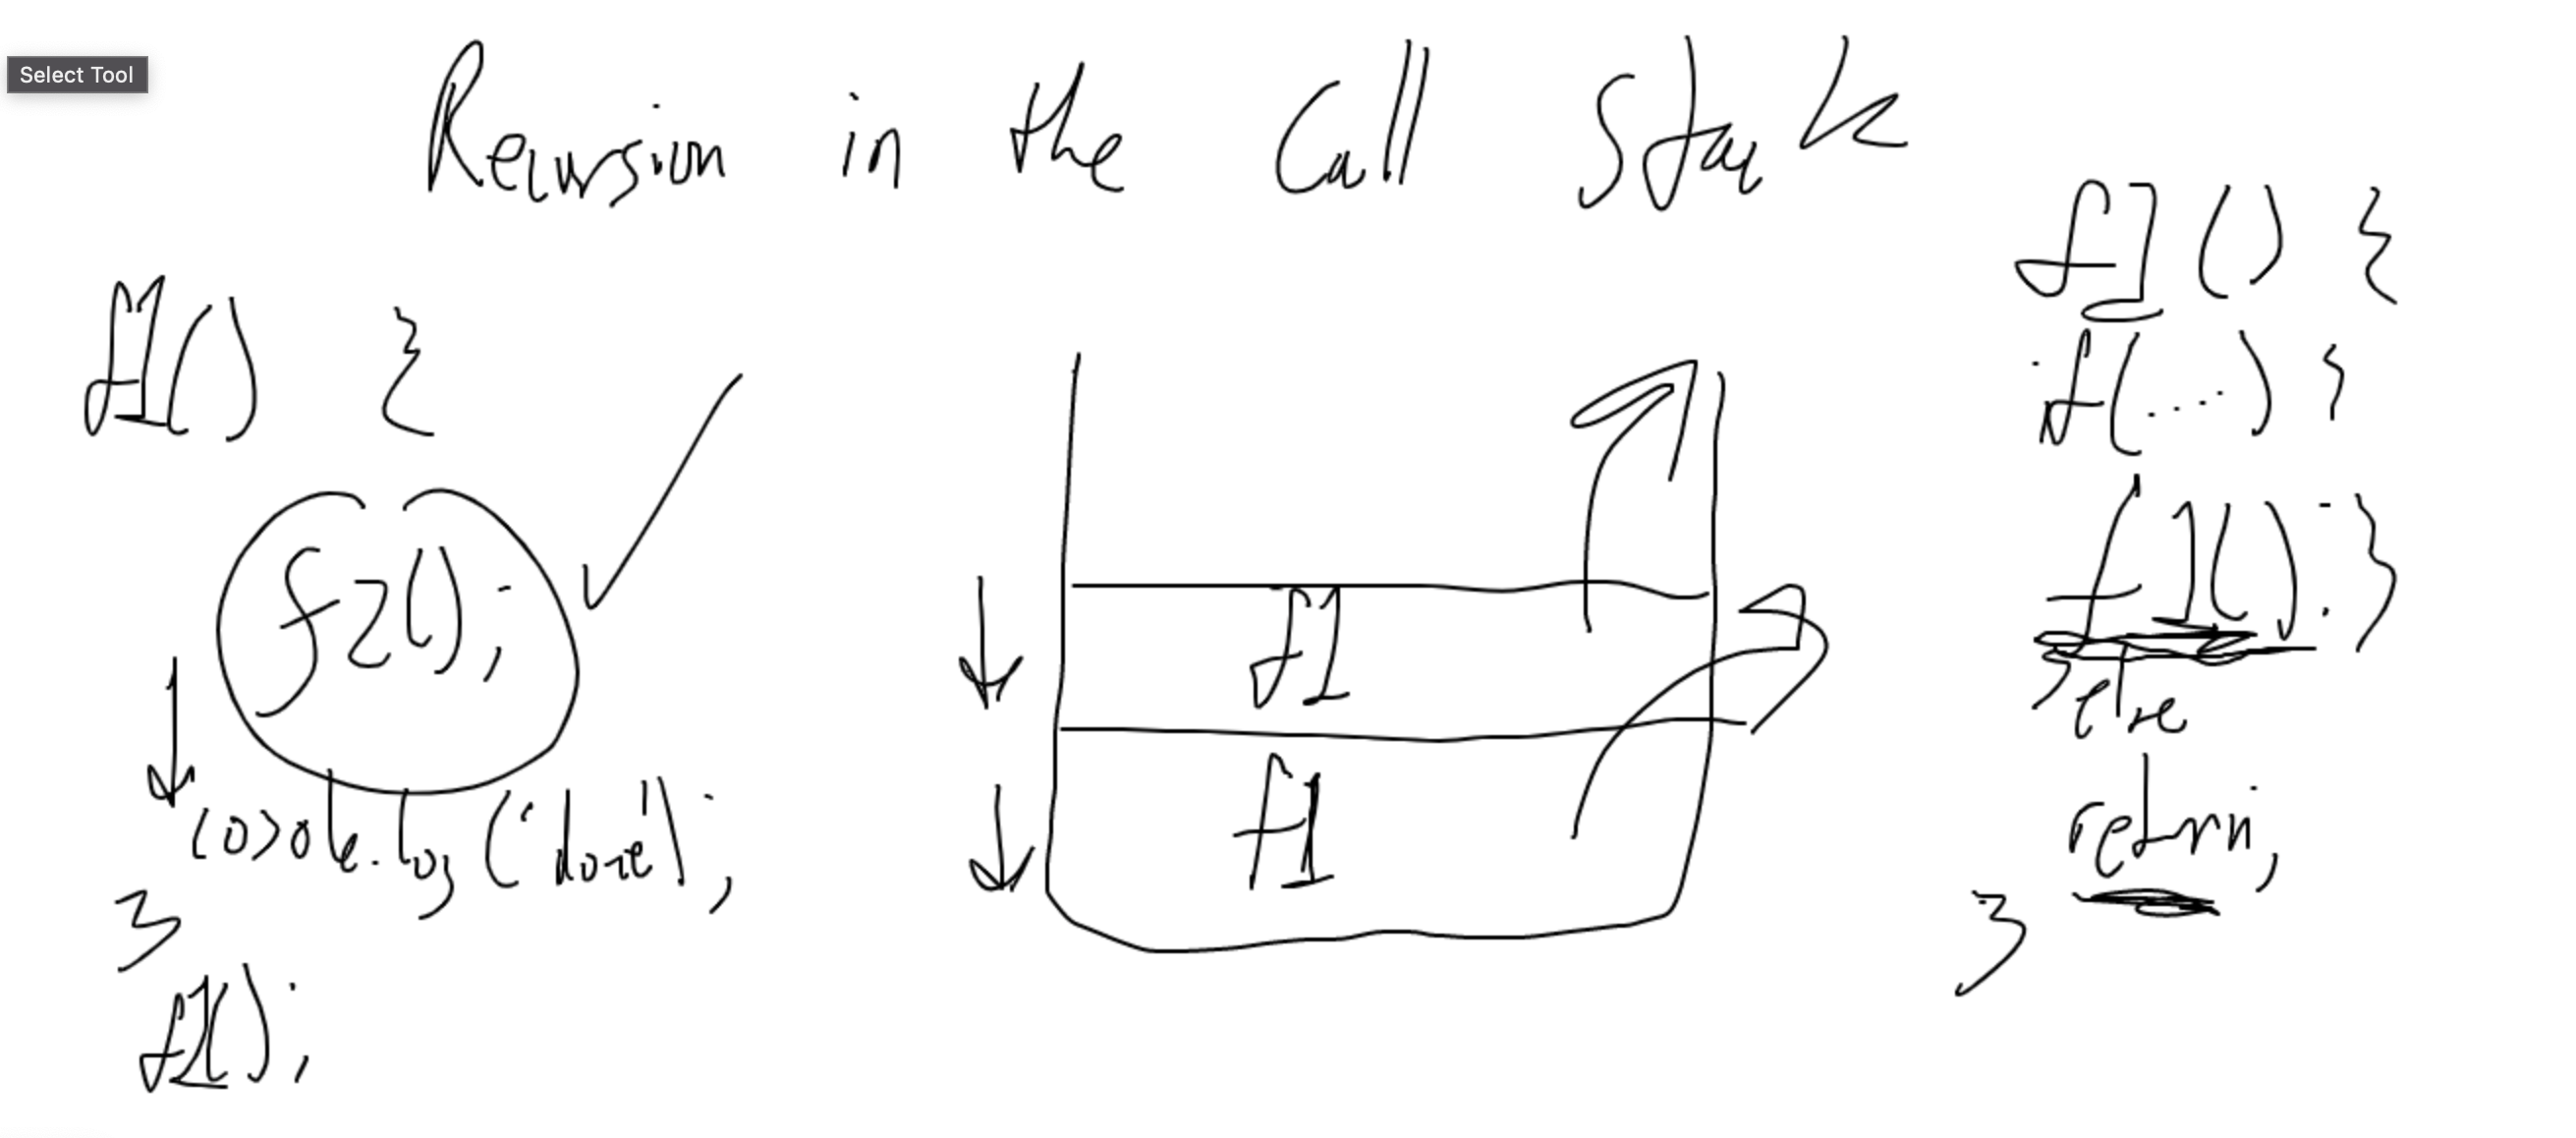 Select Tool
Recursion in the Call Stack
f1() {
f2();
console.log('done');
}
f1();
f1
f1
f1() {
if(....) {
f1(); }
} else
return;
}